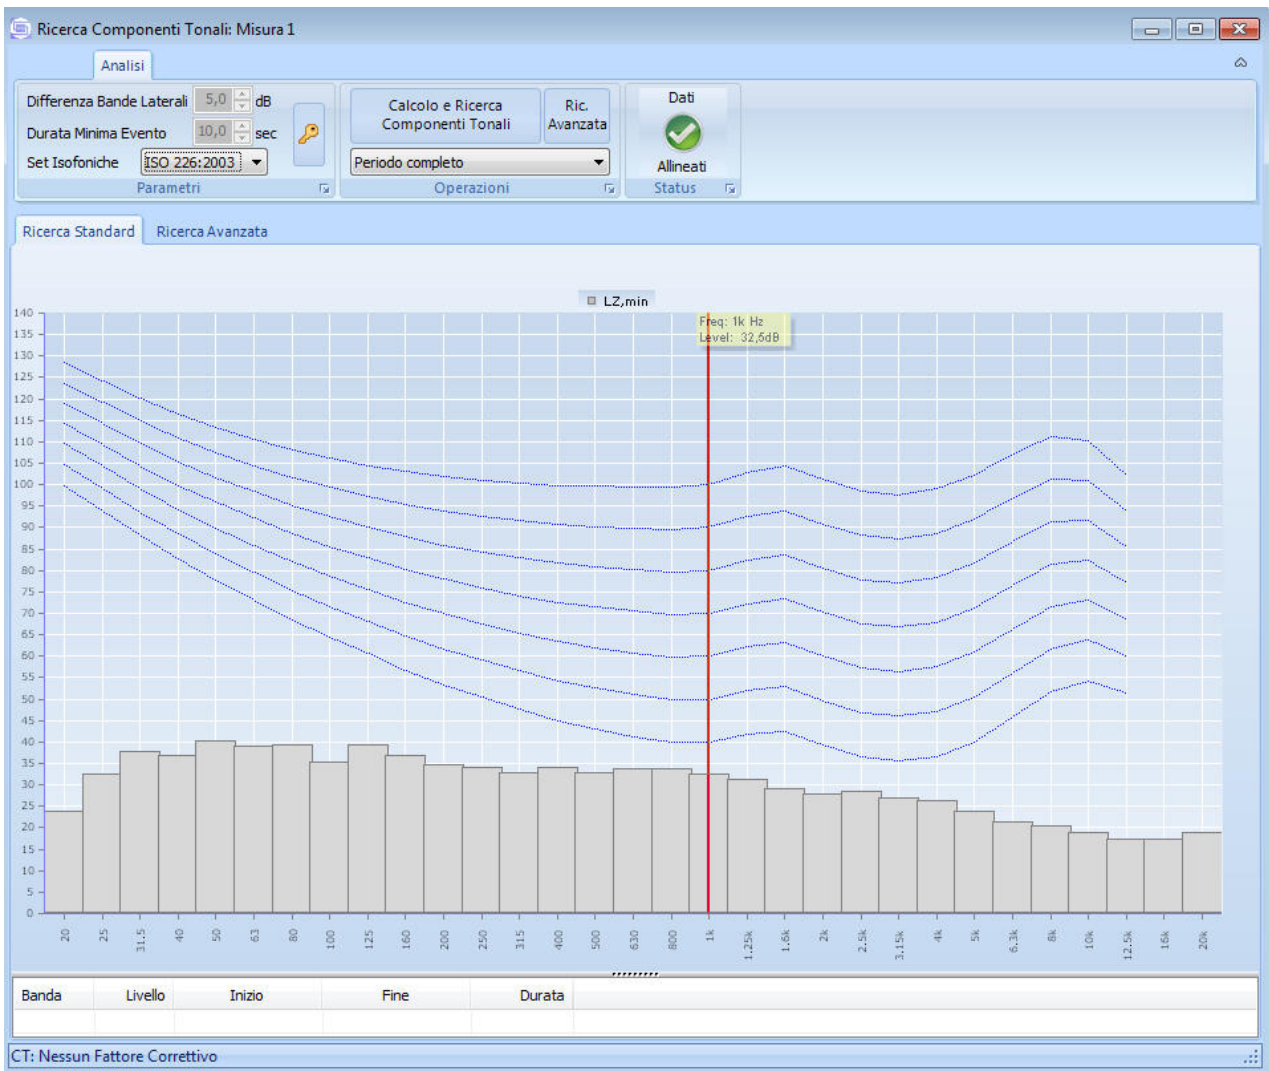 Ricerca Componenti Tonali: Misura 1
Analisi
Differenza Bande Laterali 5,0 dB
Durata Minima Evento 10,0 sec
Set Isofoniche ISO 226:2003
Parametri
Calcolo e Ricerca
Componenti Tonali
Ric.
Avanzata
Periodo completo
Operazioni
Dati
Allineati
Status
Ricerca Standard Ricerca Avanzata
LZ,min
Freq: 1k Hz
Level: 32,5dB
140
135
130
125
120
115
110
105
100
95
90
85
80
75
70
65
60
55
50
45
40
35
30
25
20
15
10
5
0
20 25 31.5 40 50 63 80 100 125 160 200 250 315 400 500 630 800 1k 1.25k 1.6k 2k 2.5k 3.15k 4k 5k 6.3k 8k 10k 12.5k 16k 20k
Banda Livello Inizio Fine Durata
CT: Nessun Fattore Correttivo